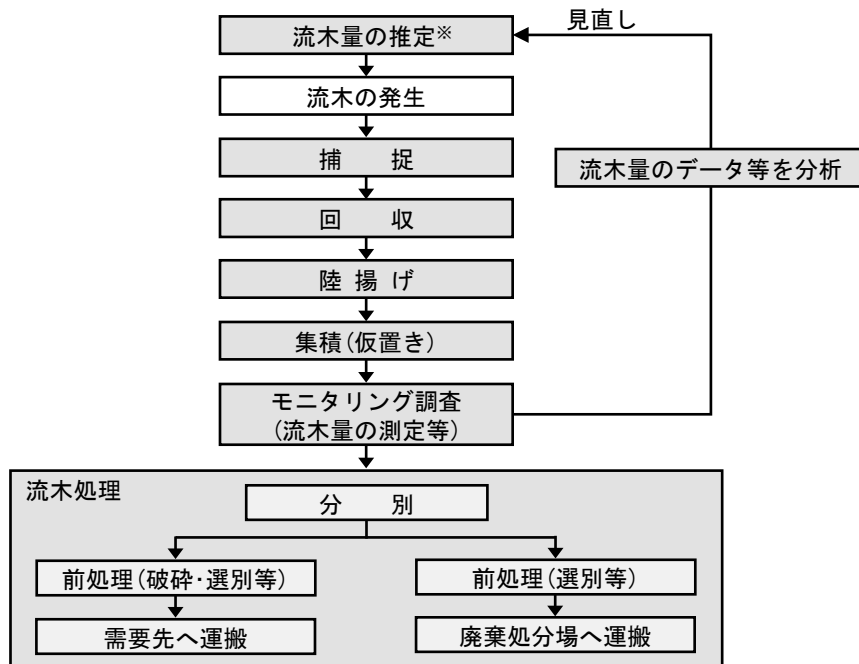 流木量の推定※
見直し
流木の発生
捕　捉
流木量のデータ等を分析
回　収
陸 揚 げ
集積(仮置き)
モニタリング調査
(流木量の測定等)
流木処理
分　別
前処理(破砕・選別等)
前処理(選別等)
需要先へ運搬
廃棄処分場へ運搬